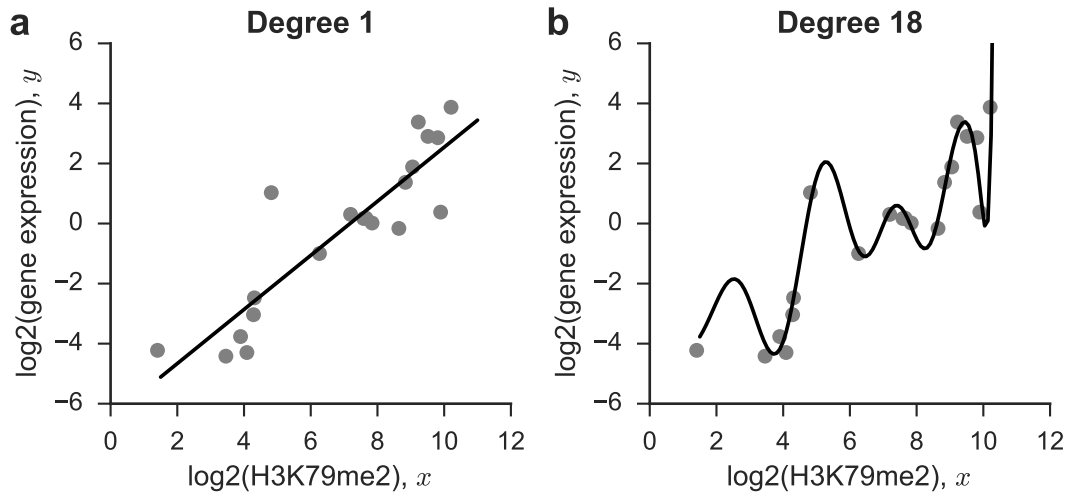 a
Degree 1
6
4
2
0
−2
−4
−6
log2(gene expression), y
0 2 4 6 8 10 12
log2(H3K79me2), x
b
Degree 18
6
4
2
0
−2
−4
−6
log2(gene expression), y
0 2 4 6 8 10 12
log2(H3K79me2), x